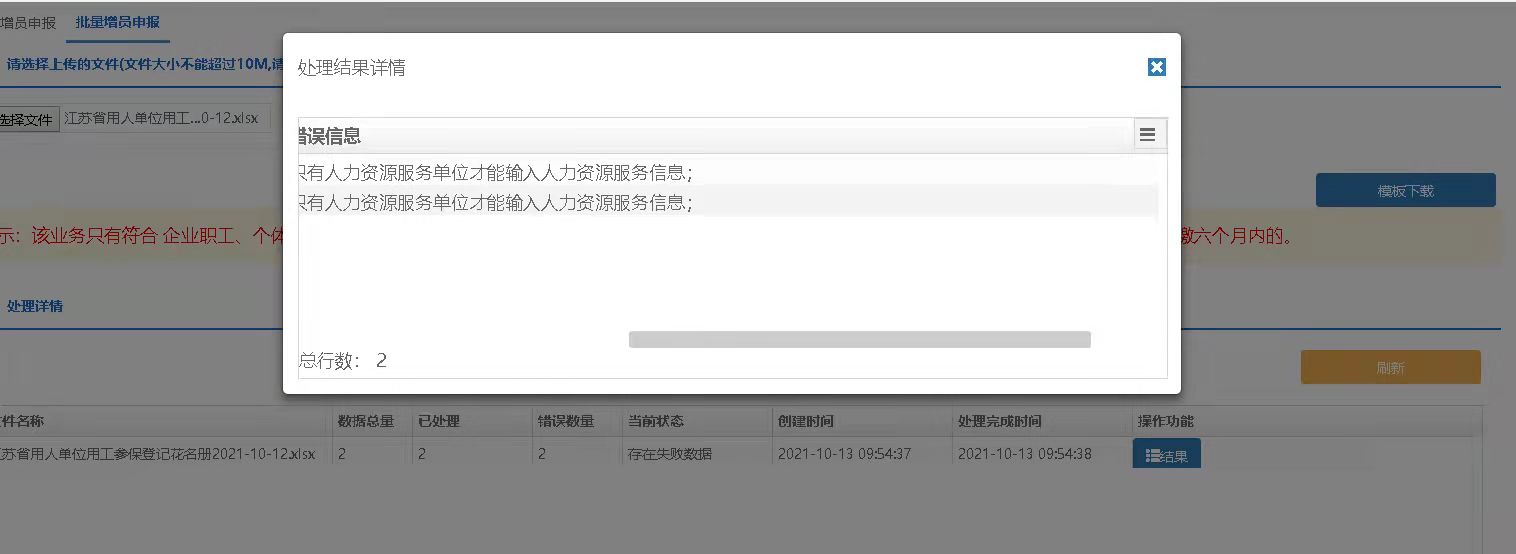 增员申报 批量增员申报
请选择上传的文件(文件大小不能超过10M,请
选择文件 江苏省用人单位用工...0-12.xlsx
处理结果详情
错误信息
只有人力资源服务单位才能输入人力资源服务信息;
只有人力资源服务单位才能输入人力资源服务信息;
总行数: 2
模板下载
示: 该业务只有符合 企业职工、个体
缴六个月内的。
处理详情
刷新
文件名称 数据总量 已处理 错误数量 当前状态 创建时间 处理完成时间 操作功能
江苏省用人单位用工参保登记花名册2021-10-12.xlsx 2 2 2 存在失败数据 2021-10-13 09:54:37 2021-10-13 09:54:38 结果